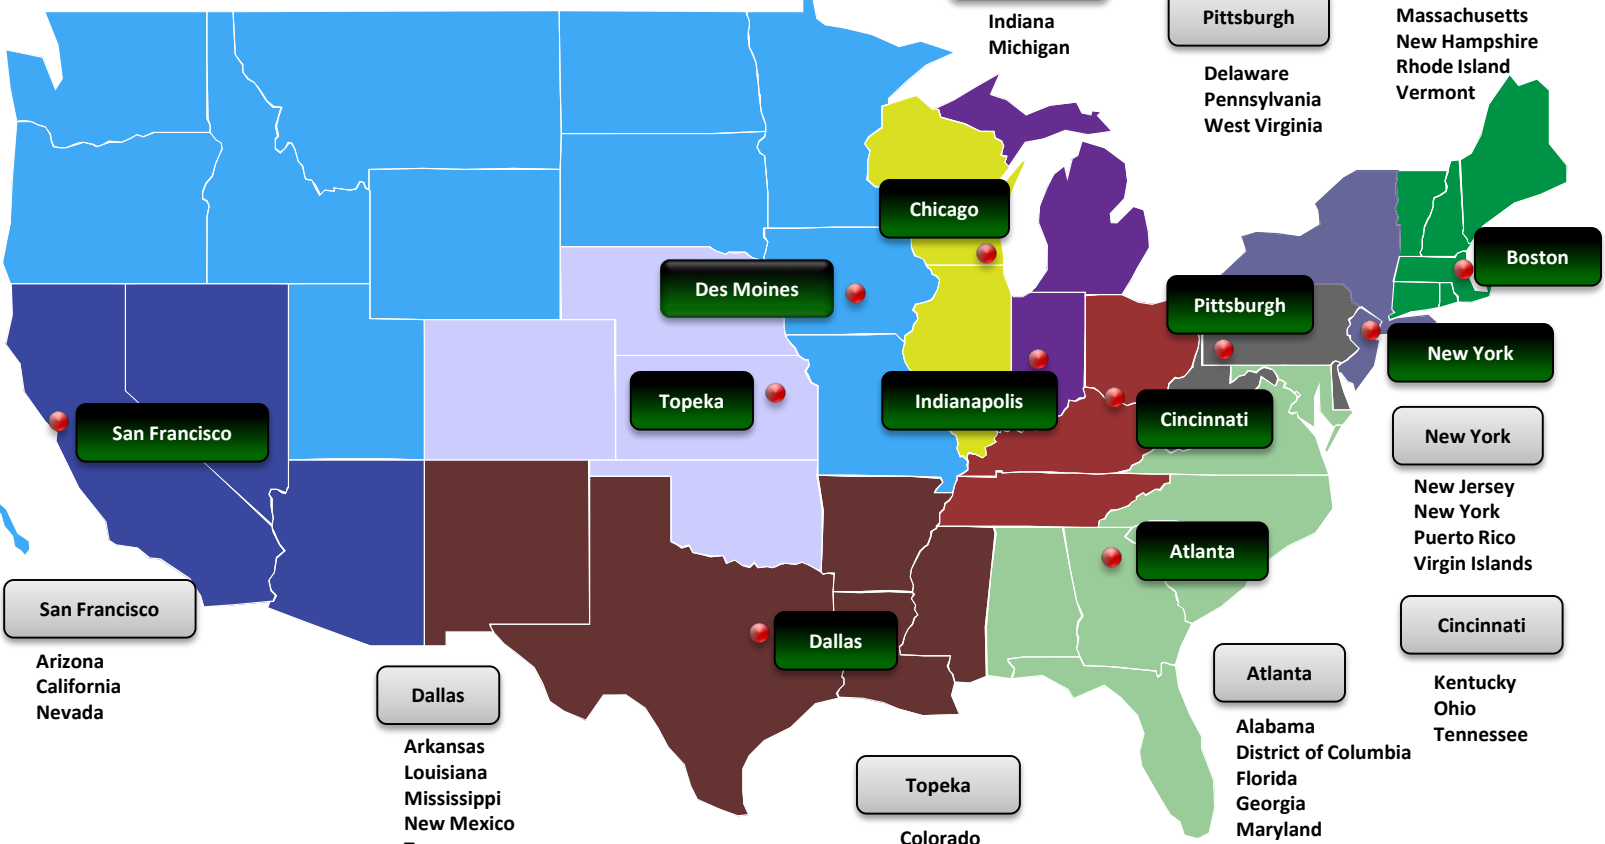 Indiana
Michigan
Pittsburgh
Delaware
Pennsylvania
West Virginia
Massachusetts
New Hampshire
Rhode Island
Vermont
Chicago
Des Moines
Pittsburgh
Boston
New York
Topeka
Indianapolis
San Francisco
Cincinnati
Atlanta
Dallas
New York
New Jersey
New York
Puerto Rico
Virgin Islands
San Francisco
Arizona
California
Nevada
Dallas
Arkansas
Louisiana
Mississippi
New Mexico
Topeka
Colorado
Atlanta
Alabama
District of Columbia
Florida
Georgia
Maryland
Cincinnati
Kentucky
Ohio
Tennessee